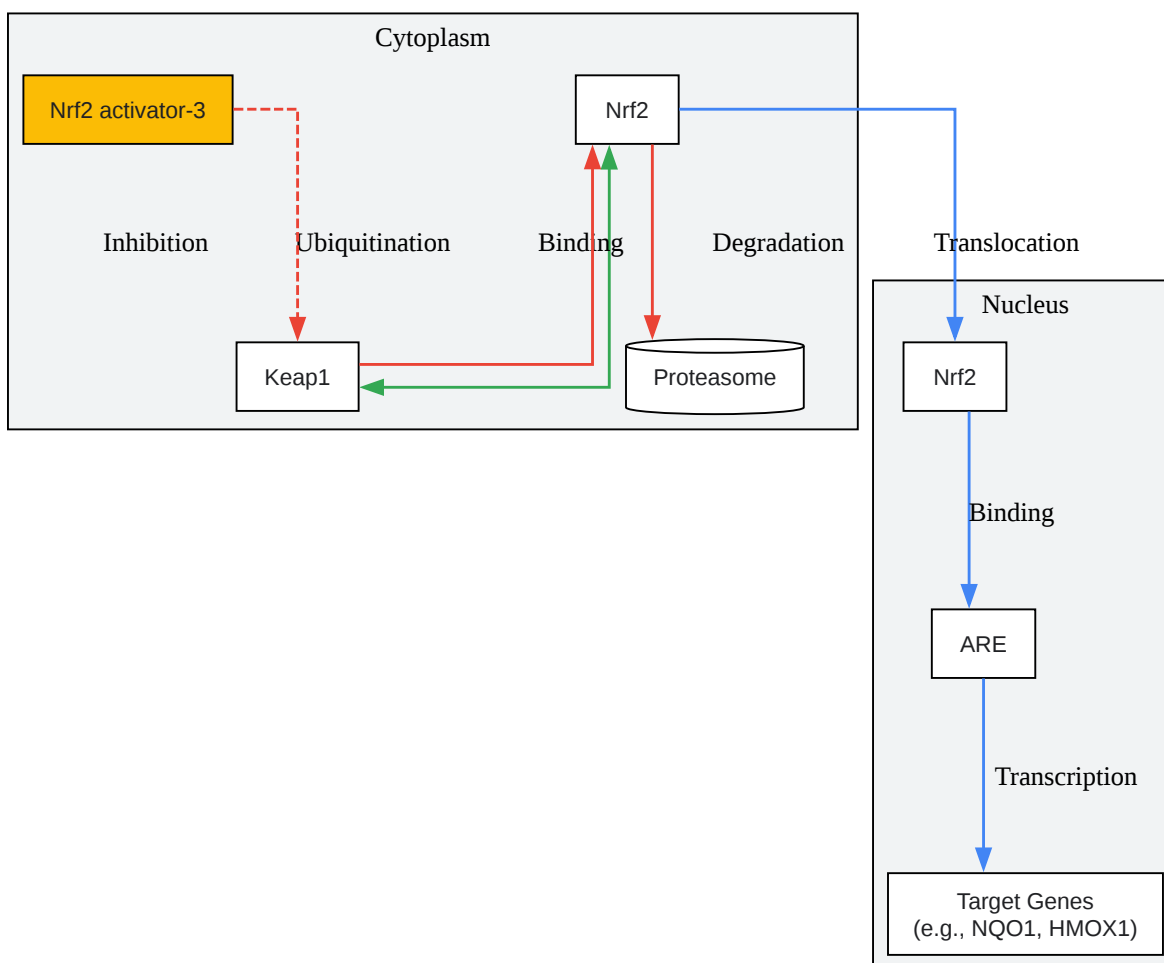 Cytoplasm
Nrf2 activator-3
Nrf2
Inhibition
Ubiquitination
Binding
Degradation
Translocation
Nucleus
Keap1
Proteasome
Nrf2
Binding
ARE
Transcription
Target Genes
(e.g., NQO1, HMOX1)